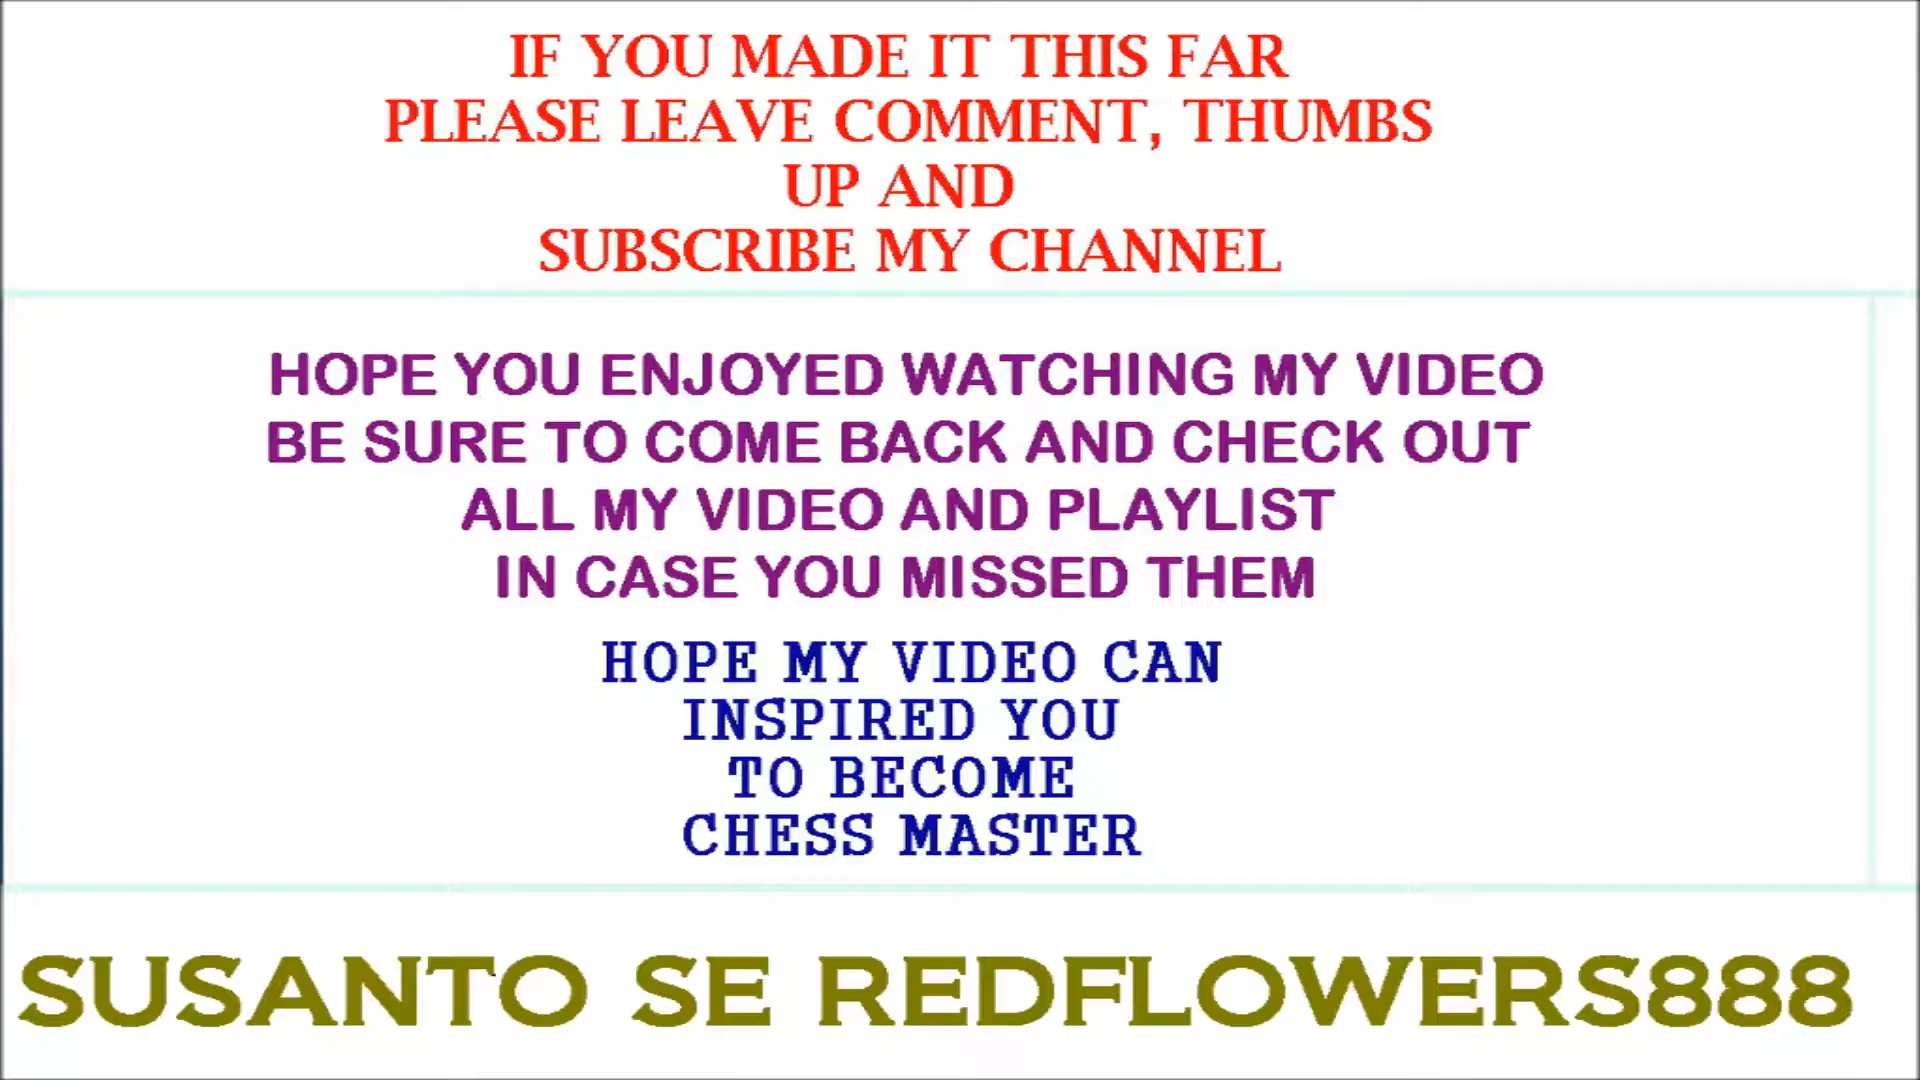 IF YOU MADE IT THIS FAR
PLEASE LEAVE COMMENT, THUMBS
UP AND
SUBSCRIBE MY CHANNEL
HOPE YOU ENJOYED WATCHING MY VIDEO
BE SURE TO COME BACK AND CHECK OUT
ALL MY VIDEO AND PLAYLIST
IN CASE YOU MISSED THEM
HOPE MY VIDEO CAN
INSPIRED YOU
TO BECOME
CHESS MASTER
SUSANTO SE REDFLOWERS888